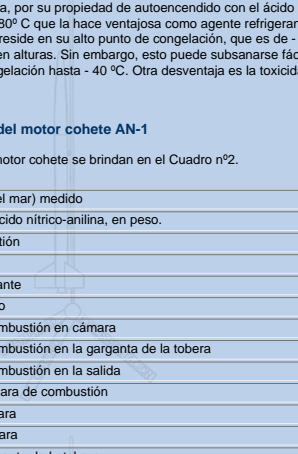 a, por su propiedad de autoencendido con el ácido
80º C que la hace ventajosa como agente refrigeran
reside en su alto punto de congelación, que es de -
en alturas. Sin embargo, esto puede subsanarse fác
gelación hasta - 40 ºC. Otra desventaja es la toxicida
del motor cohete AN-1
motor cohete se brindan en el Cuadro nº2.
el mar) medido
cido nítrico-anilina, en peso.
tión
ante
o
mbustión en cámara
mbustión en la garganta de la tobera
mbustión en la salida
ara de combustión
ara
ara